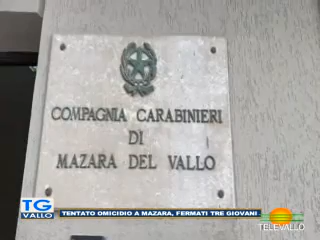 COMPAGNIA CARABINIERI
DI
MAZARA DEL VALLO
TG
VALLO
TENTATO OMICIDIO A MAZARA, FERMATI TRE GIOVANI
TELEVALLO